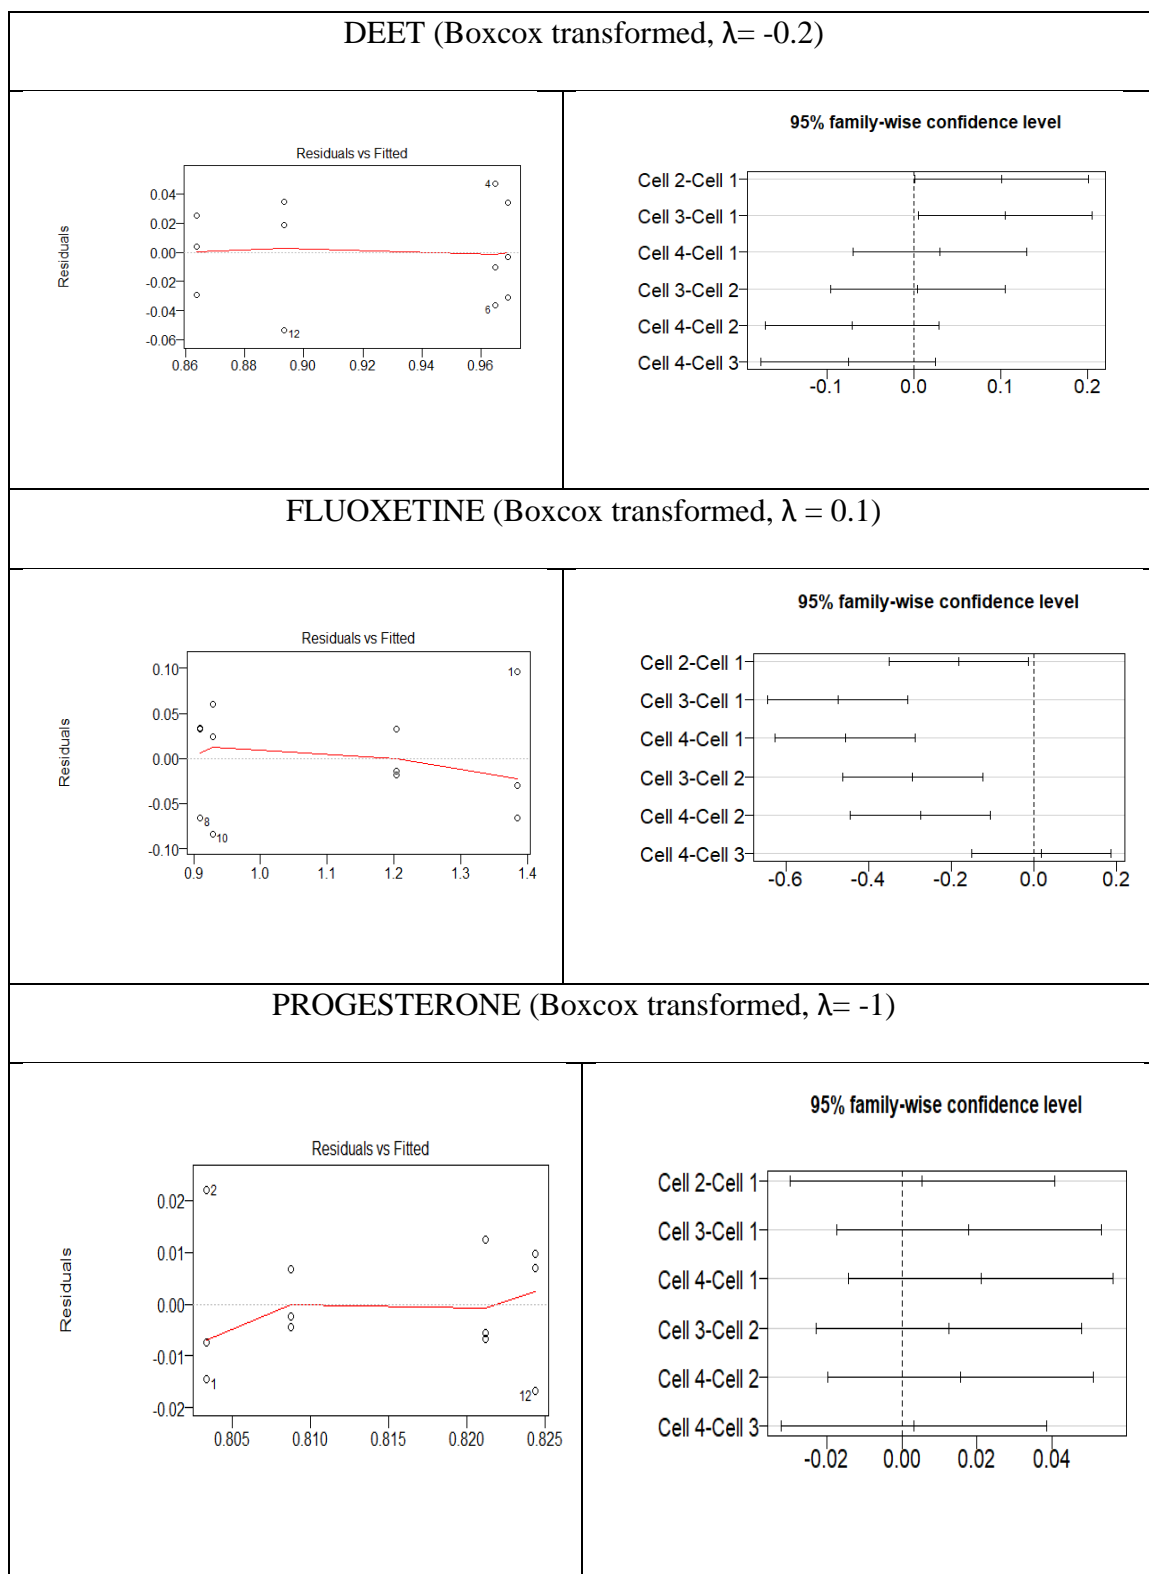 DEET (Boxcox transformed, λ= -0.2)
Residuals vs Fitted
Residuals
0.04
0.02
0.00
-0.02
-0.04
-0.06
4
6
12
0.86 0.88 0.90 0.92 0.94 0.96
95% family-wise confidence level
Cell 2-Cell 1
Cell 3-Cell 1
Cell 4-Cell 1
Cell 3-Cell 2
Cell 4-Cell 2
Cell 4-Cell 3
-0.1 0.0 0.1 0.2
FLUOXETINE (Boxcox transformed, λ = 0.1)
Residuals vs Fitted
Residuals
0.10
0.05
0.00
-0.05
-0.10
1
8
10
0.9 1.0 1.1 1.2 1.3 1.4
95% family-wise confidence level
Cell 2-Cell 1
Cell 3-Cell 1
Cell 4-Cell 1
Cell 3-Cell 2
Cell 4-Cell 2
Cell 4-Cell 3
-0.6 -0.4 -0.2 0.0 0.2
PROGESTERONE (Boxcox transformed, λ= -1)
Residuals vs Fitted
Residuals
0.02
0.01
0.00
-0.01
-0.02
2
1
12
0.805 0.810 0.815 0.820 0.825
95% family-wise confidence level
Cell 2-Cell 1
Cell 3-Cell 1
Cell 4-Cell 1
Cell 3-Cell 2
Cell 4-Cell 2
Cell 4-Cell 3
-0.02 0.00 0.02 0.04